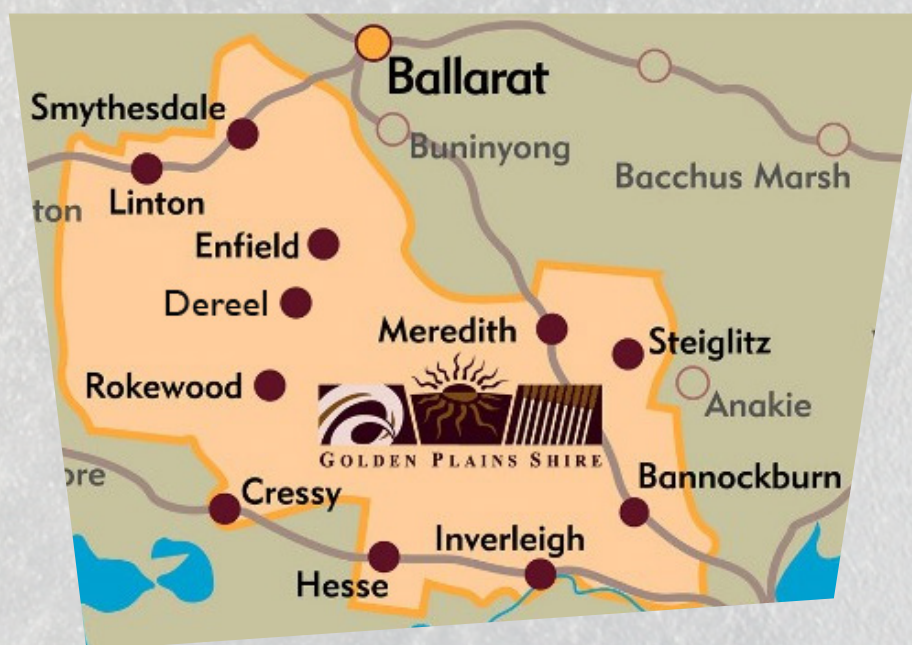 Ballarat
Smythesdale
Buninyong
Bacchus Marsh
ton
Linton
Enfield
Dereel
Meredith
Steiglitz
Rokewood
Anakie
GOLDEN PLAINS SHIRE
ore
Cressy
Bannockburn
Inverleigh
Hesse